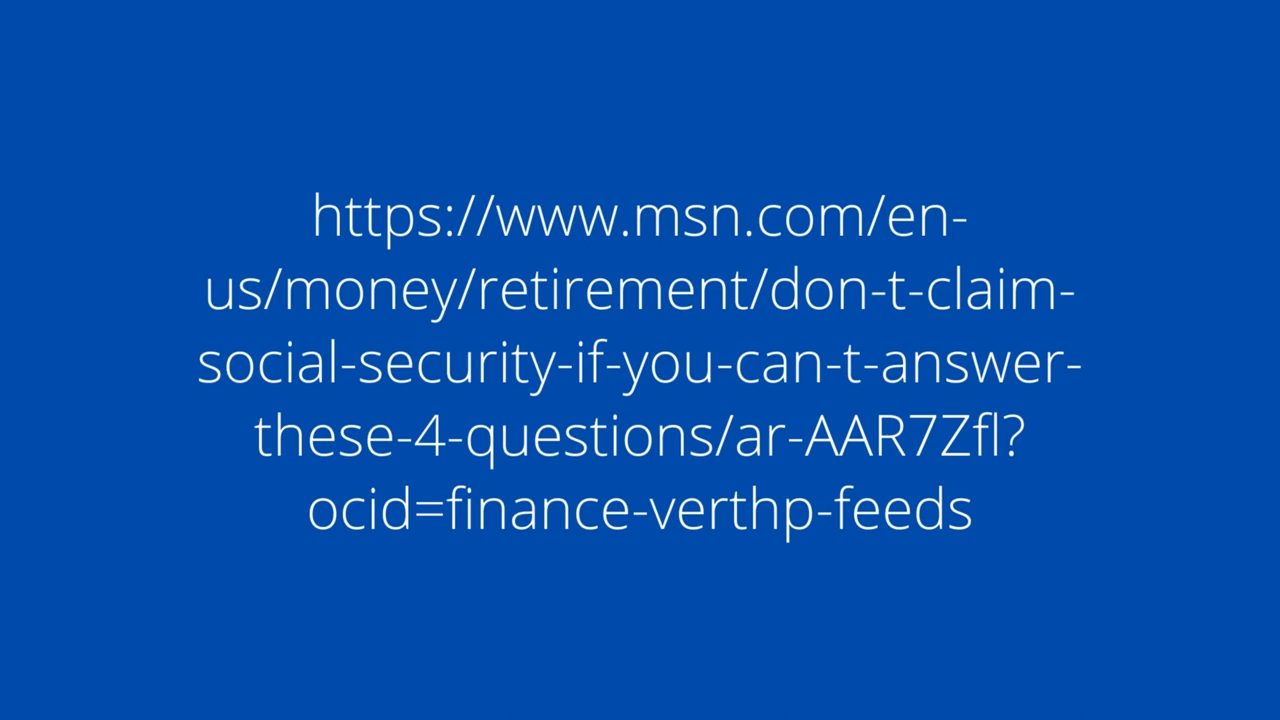 https://www.msn.com/en-
us/money/retirement/don-t-claim-
social-security-if-you-can-t-answer-
these-4-questions/ar-AAR7Zfl?
ocid=finance-verthp-feeds